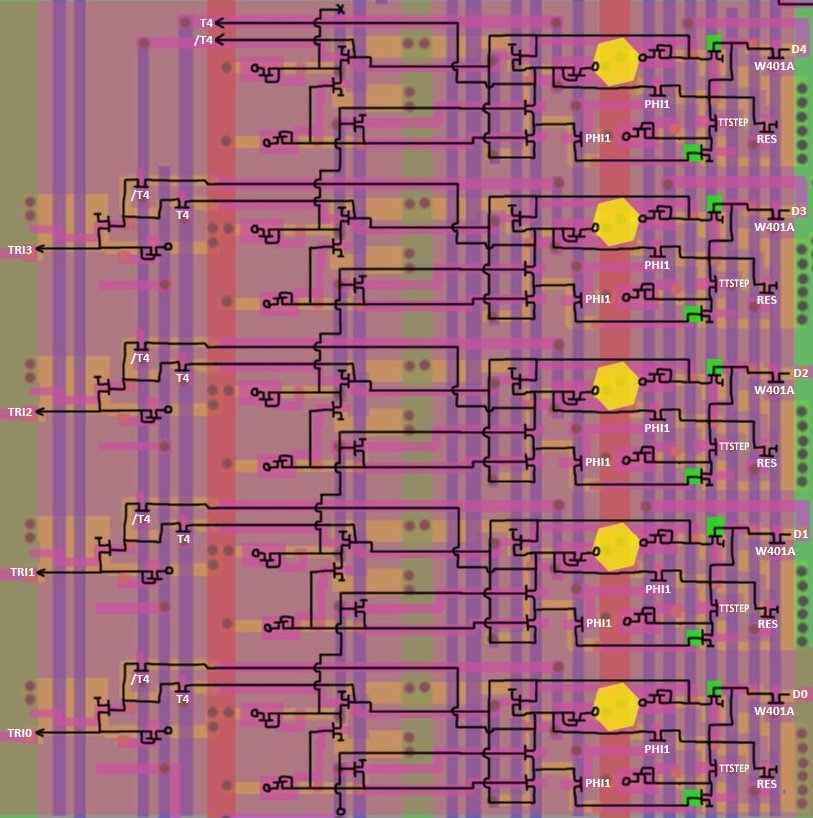 T4
/T4
D4
W401A
PHI1
TTSTEP
PHI1
RES
/T4
T4
D3
W401A
TRI3
PHI1
TTSTEP
PHI1
RES
/T4
T4
D2
W401A
TRI2
PHI1
TTSTEP
PHI1
RES
/T4
T4
D1
W401A
TRI1
PHI1
TTSTEP
PHI1
RES
/T4
T4
D0
W401A
TRI0
PHI1
TTSTEP
PHI1
RES